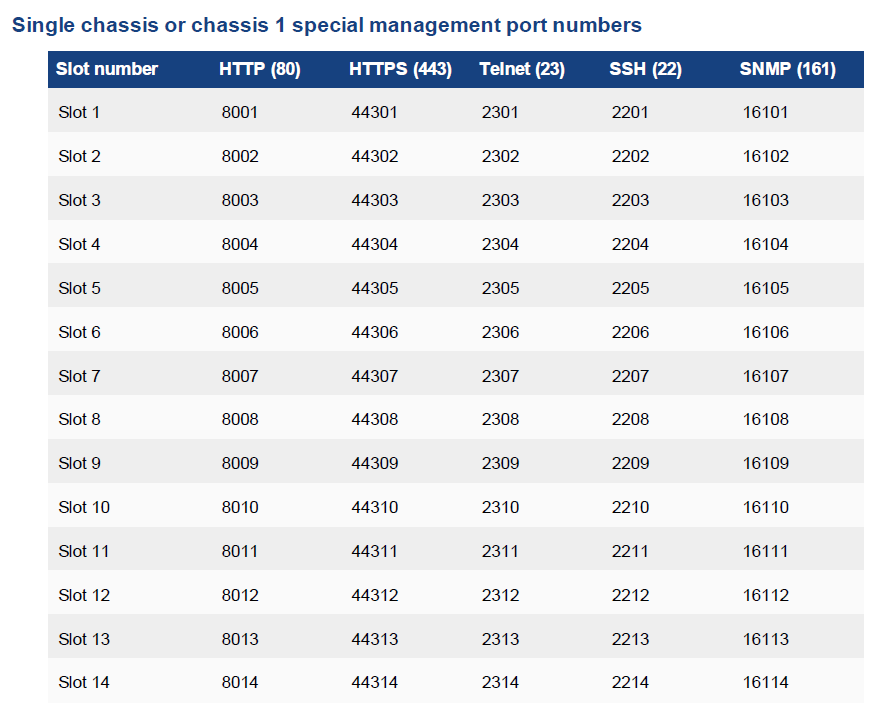 Single chassis or chassis 1 special management port numbers
Slot number HTTP (80) HTTPS (443) Telnet (23) SSH (22) SNMP (161)
Slot 1 8001 44301 2301 2201 16101
Slot 2 8002 44302 2302 2202 16102
Slot 3 8003 44303 2303 2203 16103
Slot 4 8004 44304 2304 2204 16104
Slot 5 8005 44305 2305 2205 16105
Slot 6 8006 44306 2306 2206 16106
Slot 7 8007 44307 2307 2207 16107
Slot 8 8008 44308 2308 2208 16108
Slot 9 8009 44309 2309 2209 16109
Slot 10 8010 44310 2310 2210 16110
Slot 11 8011 44311 2311 2211 16111
Slot 12 8012 44312 2312 2212 16112
Slot 13 8013 44313 2313 2213 16113
Slot 14 8014 44314 2314 2214 16114